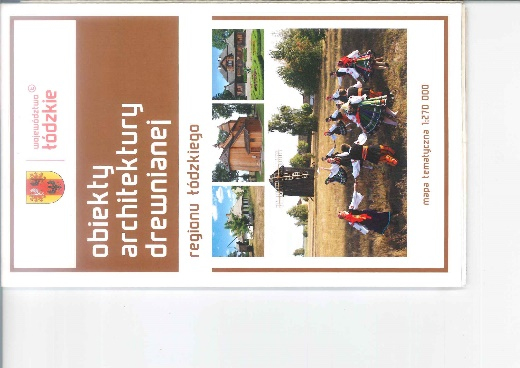 województwo
łódzkie
obiekty
architektury
drewnianej
regionu łódzkiego
mapa tematyczna 1:270 000